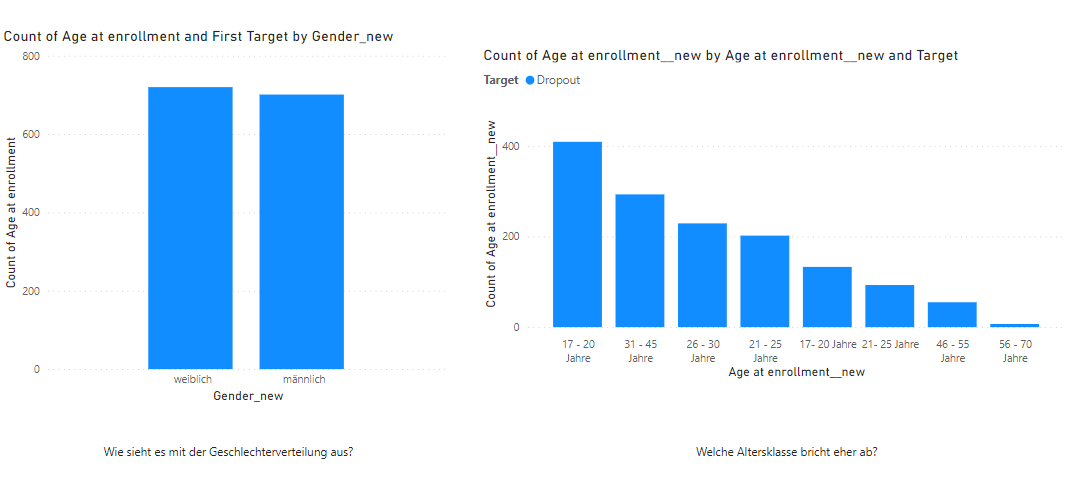 Count of Age at enrollment and First Target by Gender_new
800
600
400
200
0
Count of Age at enrollment
weiblich
männlich
Gender_new
Wie sieht es mit der Geschlechterverteilung aus?
Count of Age at enrollment__new by Age at enrollment__new and Target
Target Dropout
400
200
0
Count of Age at enrollment__new
17 - 20
Jahre
31 - 45
Jahre
26 - 30
Jahre
21 - 25
Jahre
17- 20 Jahre
21- 25 Jahre
46 - 55
Jahre
56 - 70
Jahre
Age at enrollment__new
Welche Altersklasse bricht eher ab?